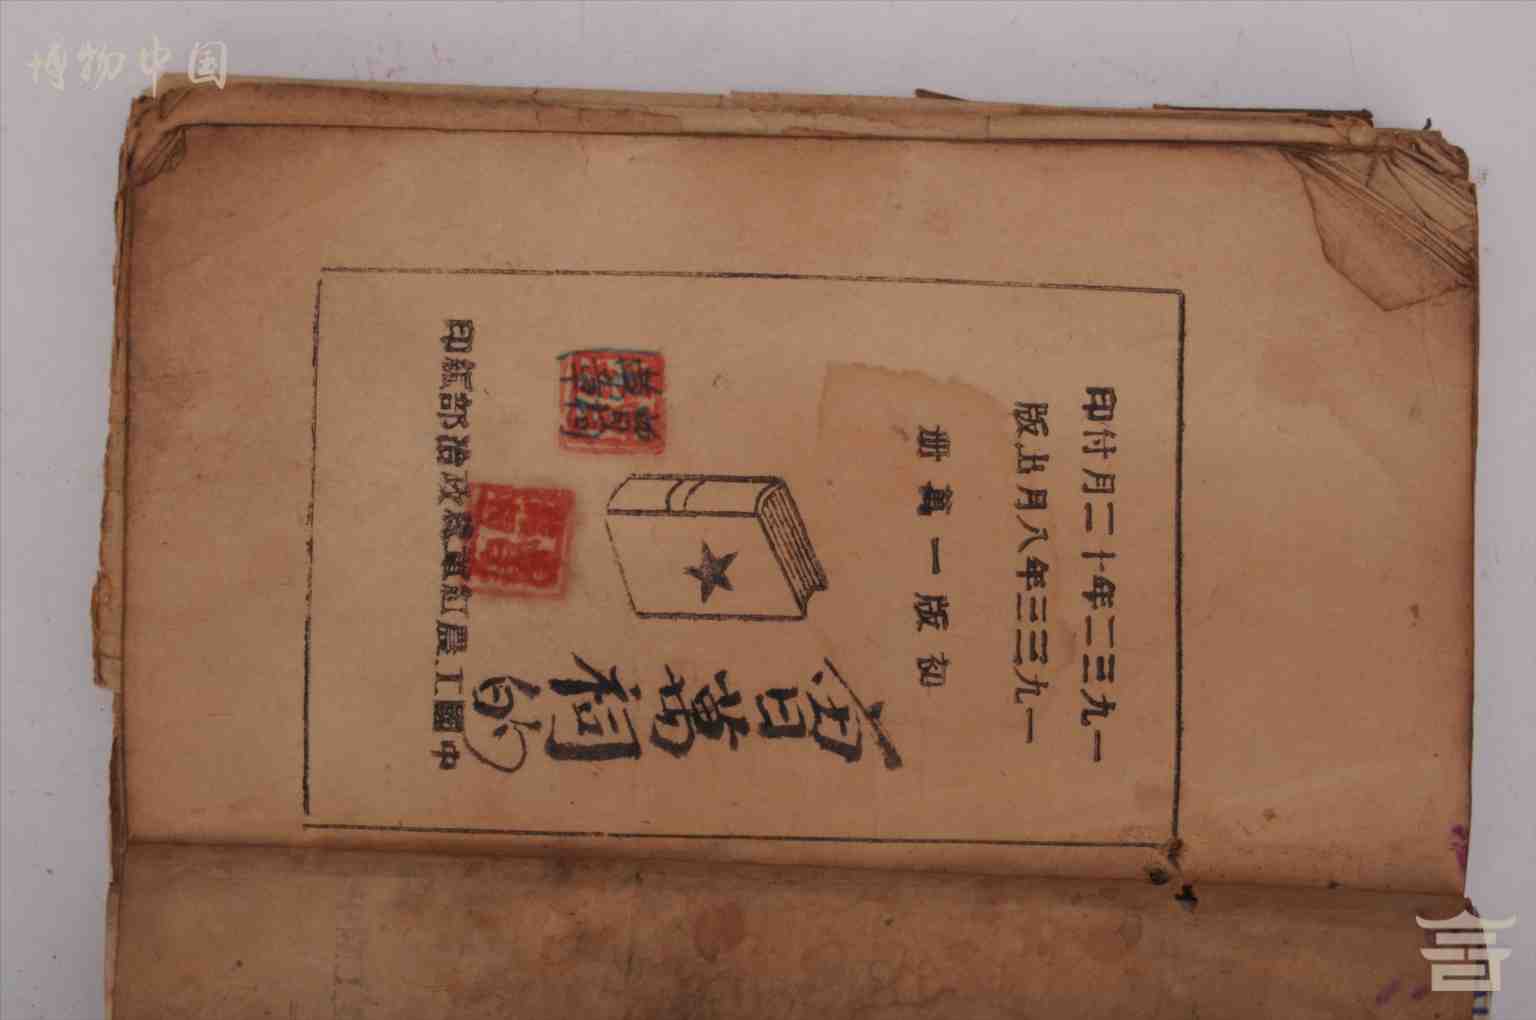 博物中国
一九三二年十二月付印
一九三三年八月出版
初版一萬冊
萬
的
中國工農紅軍總政治部印